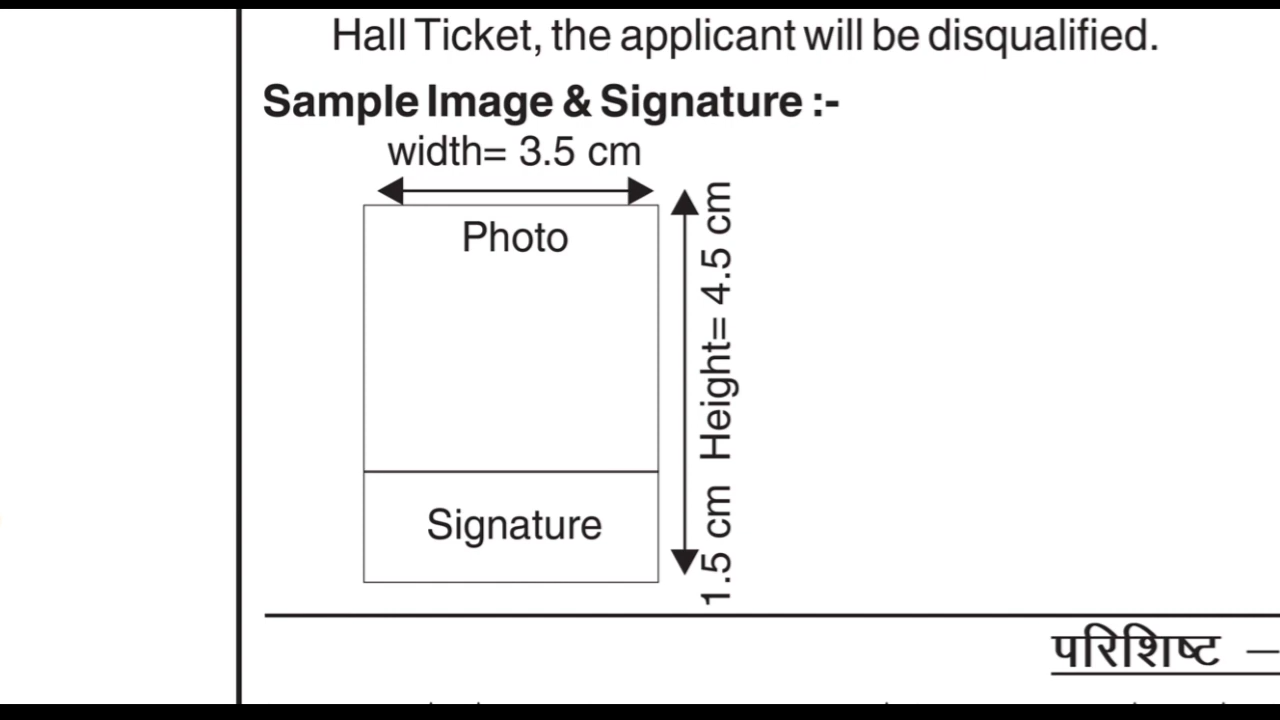 Hall Ticket, the applicant will be disqualified.
Sample Image & Signature :-
width= 3.5 cm
Photo
Height= 4.5 cm
Signature
1.5 cm
परिशिष्ट –